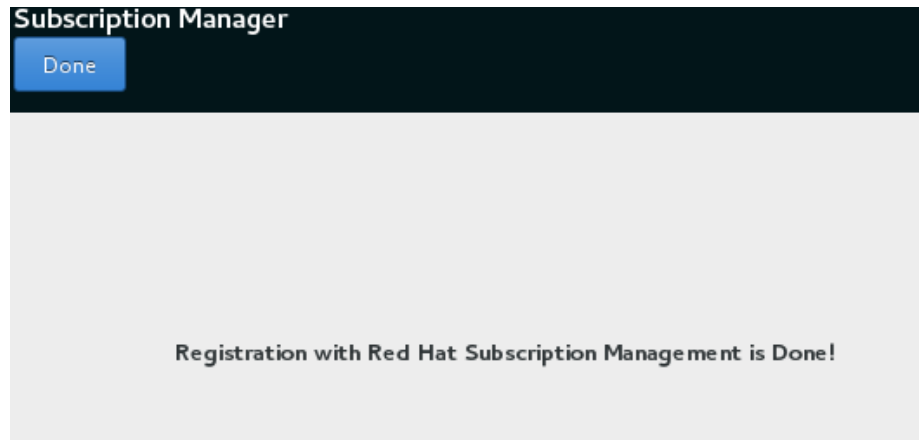 Subscription Manager
Done
Registration with Red Hat Subscription Management is Done!